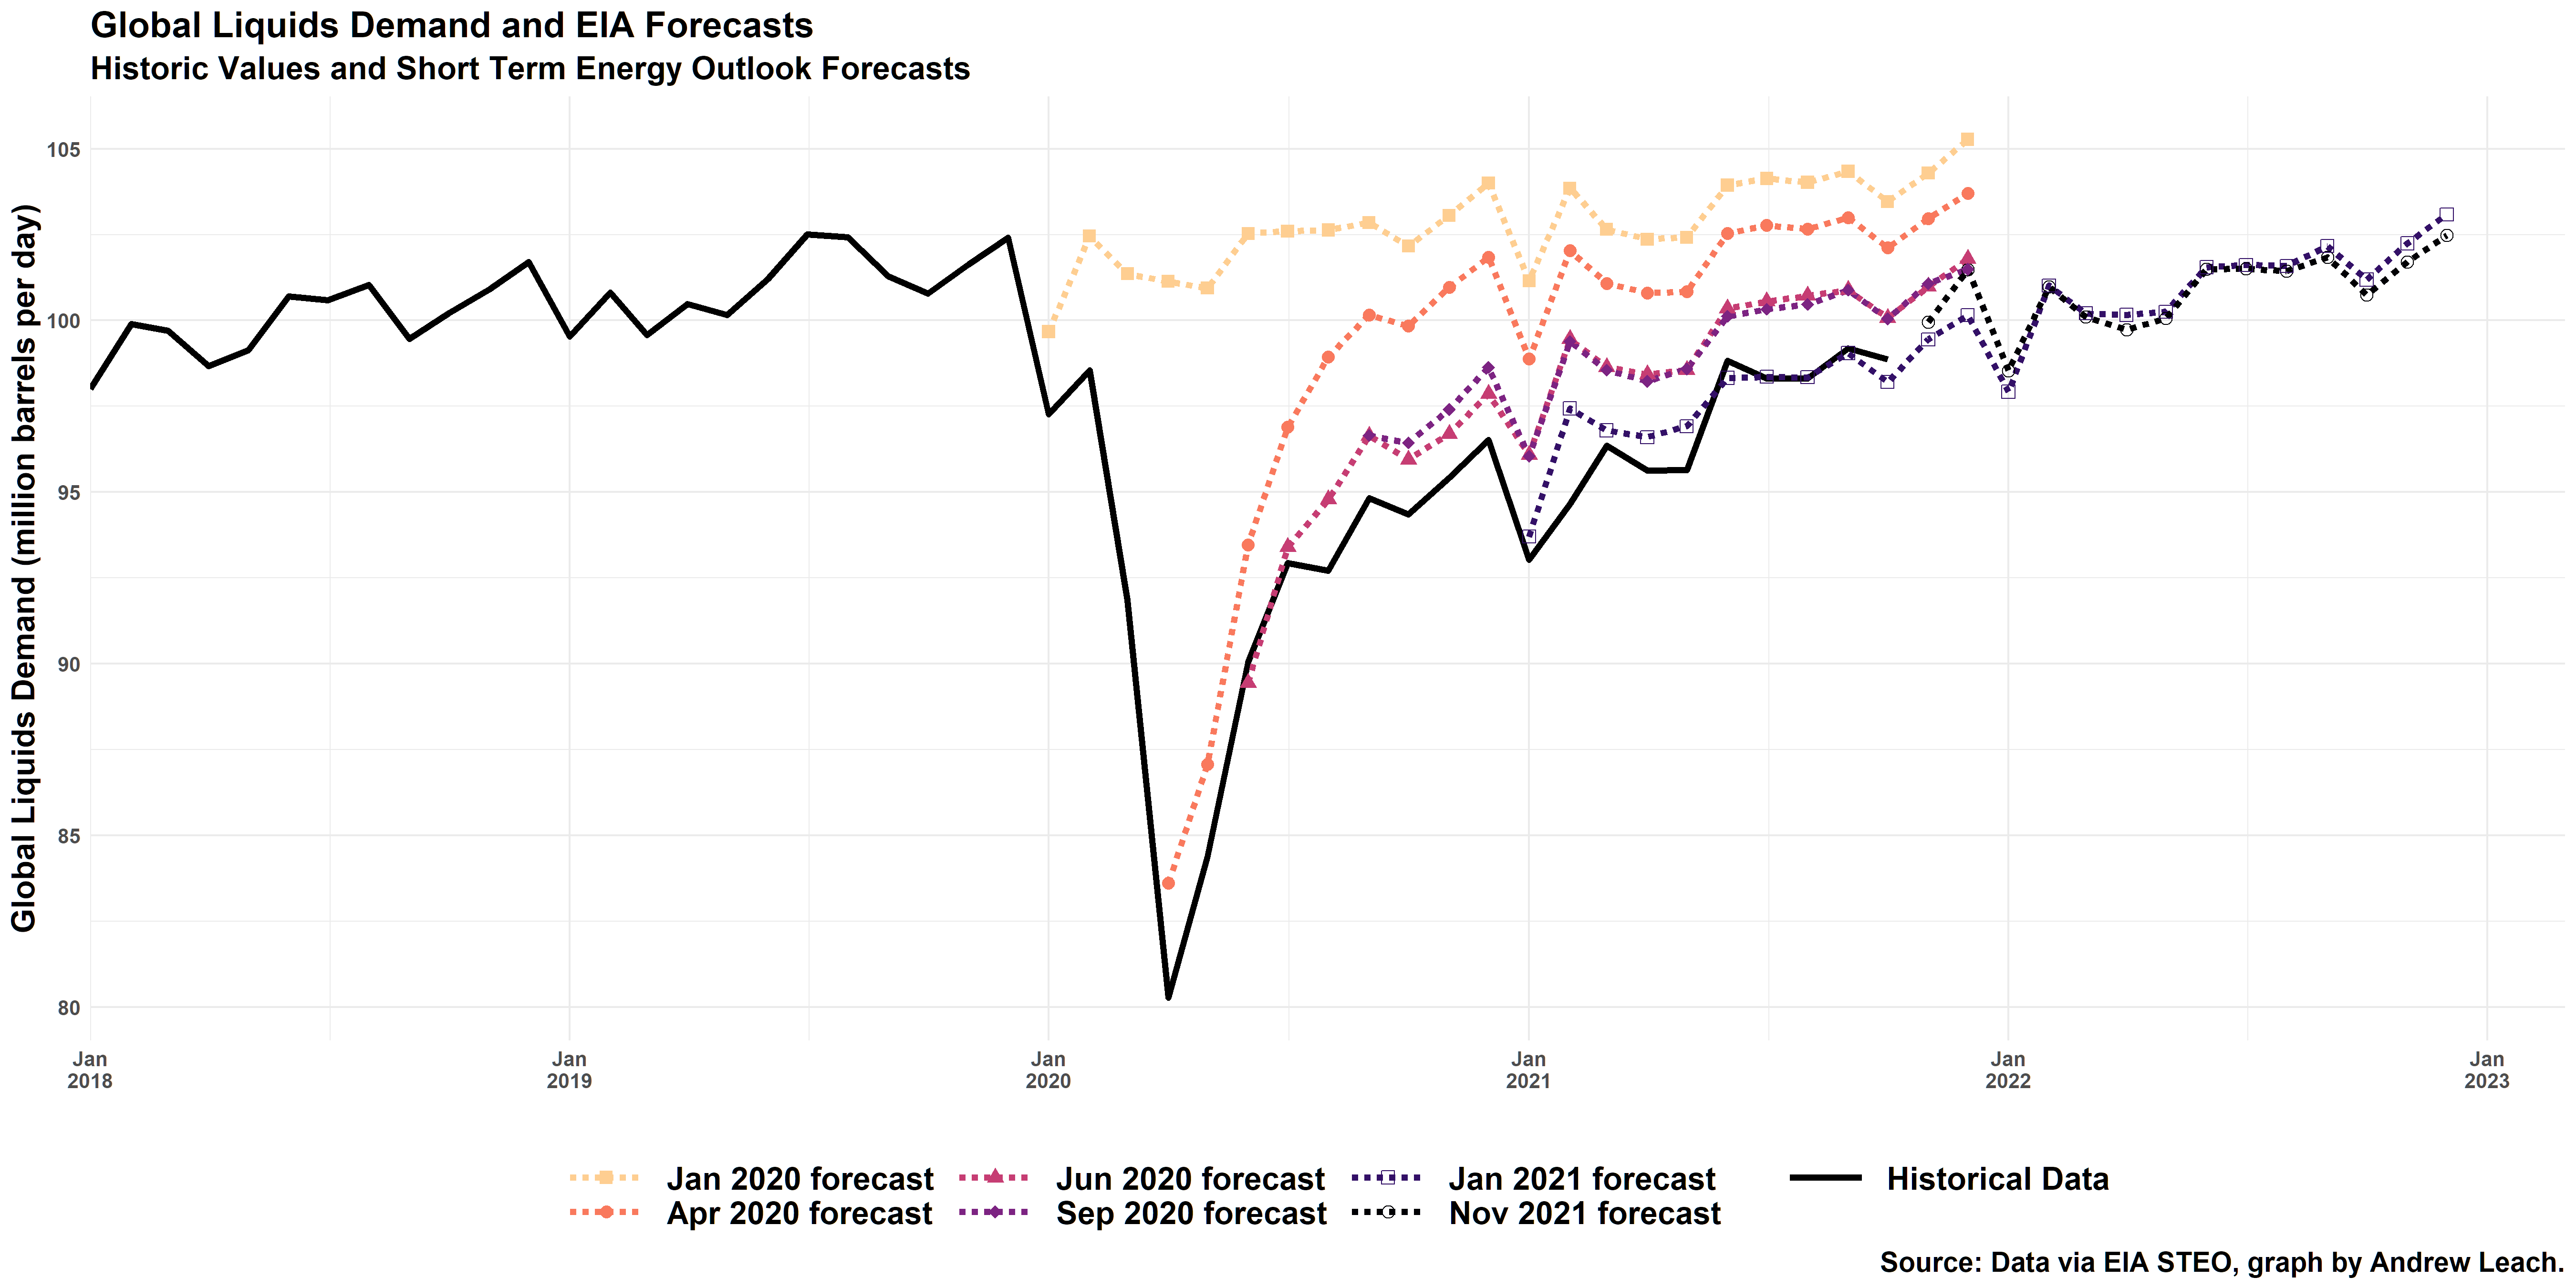 Global Liquids Demand and EIA Forecasts
Historic Values and Short Term Energy Outlook Forecasts
Global Liquids Demand (million barrels per day)
105
100
95
90
85
80
Jan
2018
Jan
2019
Jan
2020
Jan
2021
Jan
2022
Jan
2023
Jan 2020 forecast
Apr 2020 forecast
Jun 2020 forecast
Sep 2020 forecast
Jan 2021 forecast
Nov 2021 forecast
Historical Data
Source: Data via EIA STEO, graph by Andrew Leach.